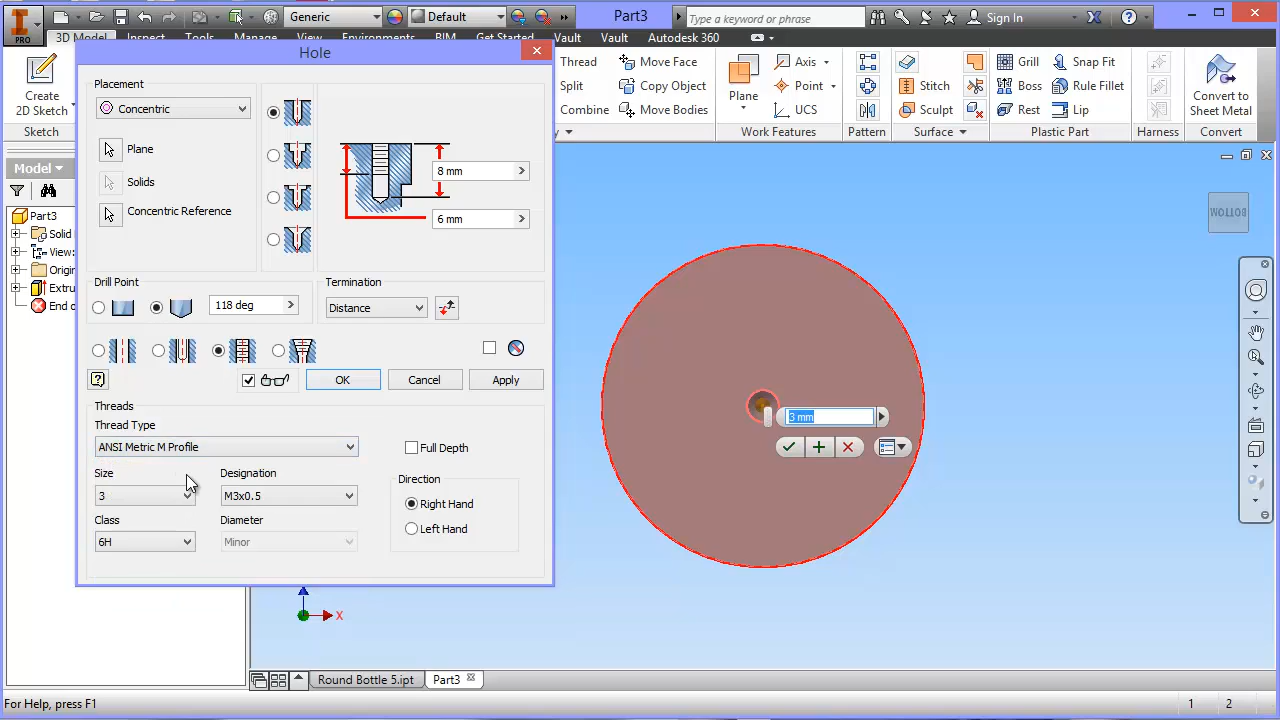 PRO
Generic
Default
Part3
Type a keyword or phrase
Sign In
3D Model Inspect Tools Manage View Environments BIM Get Started Vault Vault Autodesk 360
Create
2D Sketch
Sketch
Thread
Split
Combine
Move Face
Copy Object
Move Bodies
Plane
Axis
Point
UCS
Work Features
Pattern
Stitch
Sculpt
Surface
Grill
Boss
Rest
Snap Fit
Rule Fillet
Lip
Plastic Part
Harness
Convert to
Sheet Metal
Convert
Model
Part3
Solid
View:
Origin
Extru
End o
Hole
Placement
Concentric
Plane
Solids
Concentric Reference
8 mm
6 mm
Drill Point
118 deg
Termination
Distance
OK
Cancel
Apply
Threads
Thread Type
ANSI Metric M Profile
Full Depth
Size
3
Designation
M3x0.5
Class
6H
Diameter
Minor
Direction
Right Hand
Left Hand
3 mm
BOTTOM
X
Round Bottle 5.ipt
Part3
For Help, press F1
1
2